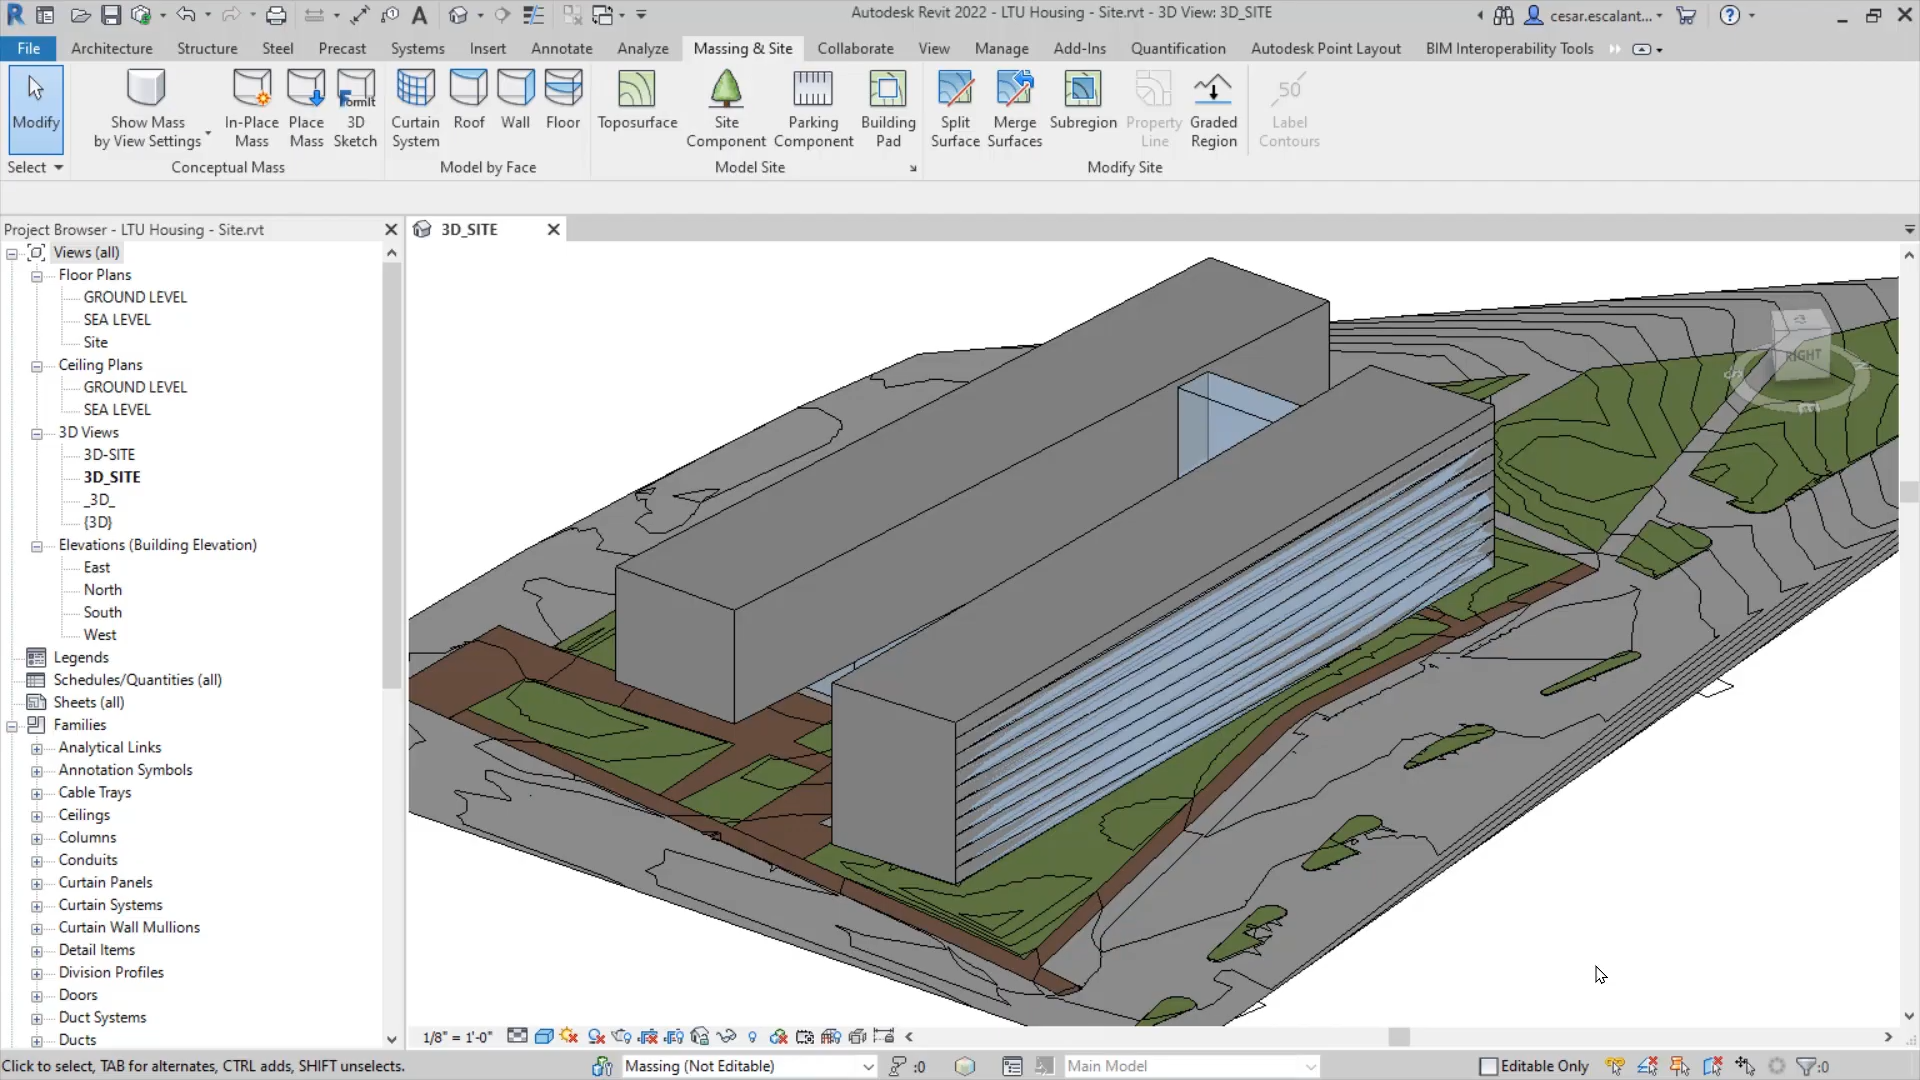 Autodesk Revit 2022 - LTU Housing - Site.rvt - 3D View: 3D_SITE
cesar.escalant...
File Architecture Structure Steel Precast Systems Insert Annotate Analyze Massing & Site Collaborate View Manage Add-Ins Quantification Autodesk Point Layout BIM Interoperability Tools
Modify
Show Mass
by View Settings
In-Place
Mass
Place
Mass
FormIt
3D
Sketch
Curtain
System
Roof
Wall
Floor
Toposurface
Site
Component
Parking
Component
Building
Pad
Split
Surface
Merge
Surfaces
Subregion
Property
Line
Graded
Region
50
Label
Contours
Select Conceptual Mass Model by Face Model Site Modify Site
Project Browser - LTU Housing - Site.rvt
3D_SITE
Views (all)
Floor Plans
GROUND LEVEL
SEA LEVEL
Site
Ceiling Plans
GROUND LEVEL
SEA LEVEL
3D Views
3D-SITE
3D_SITE
_3D_
{3D}
Elevations (Building Elevation)
East
North
South
West
Legends
Schedules/Quantities (all)
Sheets (all)
Families
Analytical Links
Annotation Symbols
Cable Trays
Ceilings
Columns
Conduits
Curtain Panels
Curtain Systems
Curtain Wall Mullions
Detail Items
Division Profiles
Doors
Duct Systems
Ducts
RIGHT
1/8" = 1'-0"
Click to select, TAB for alternates, CTRL adds, SHIFT unselects.
Massing (Not Editable)
:0
Main Model
Editable Only
:0